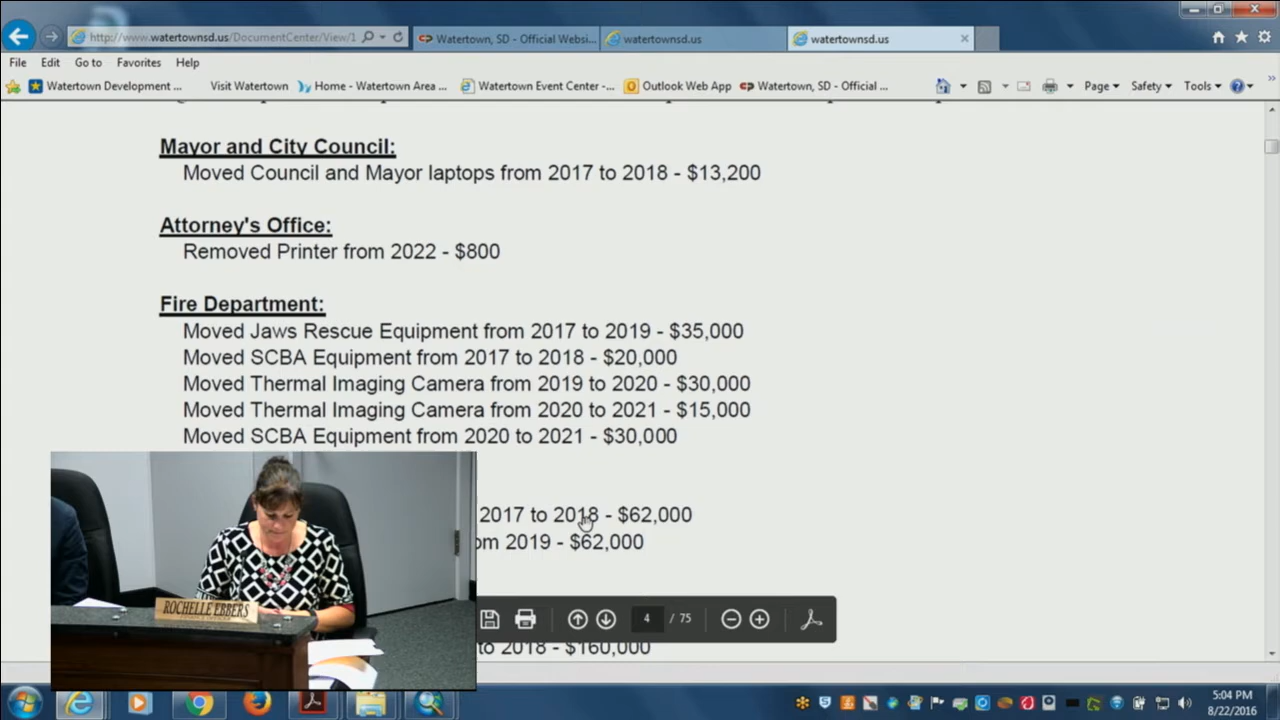 http://www.watertownsd.us/DocumentCenter/View/1
Watertown, SD - Official Websi...
watertownsd.us
watertownsd.us
File Edit Go to Favorites Help
Watertown Development ...
Visit Watertown
Home - Watertown Area ...
Watertown Event Center -...
Outlook Web App
Watertown, SD - Official ...
Page
Safety
Tools
Mayor and City Council:
Moved Council and Mayor laptops from 2017 to 2018 - $13,200
Attorney's Office:
Removed Printer from 2022 - $800
Fire Department:
Moved Jaws Rescue Equipment from 2017 to 2019 - $35,000
Moved SCBA Equipment from 2017 to 2018 - $20,000
Moved Thermal Imaging Camera from 2019 to 2020 - $30,000
Moved Thermal Imaging Camera from 2020 to 2021 - $15,000
Moved SCBA Equipment from 2020 to 2021 - $30,000
2017 to 2018 - $62,000
om 2019 - $62,000
ROCHELLE EBBERS
4 / 75
to 2018 - $160,000
5:04 PM
8/22/2016